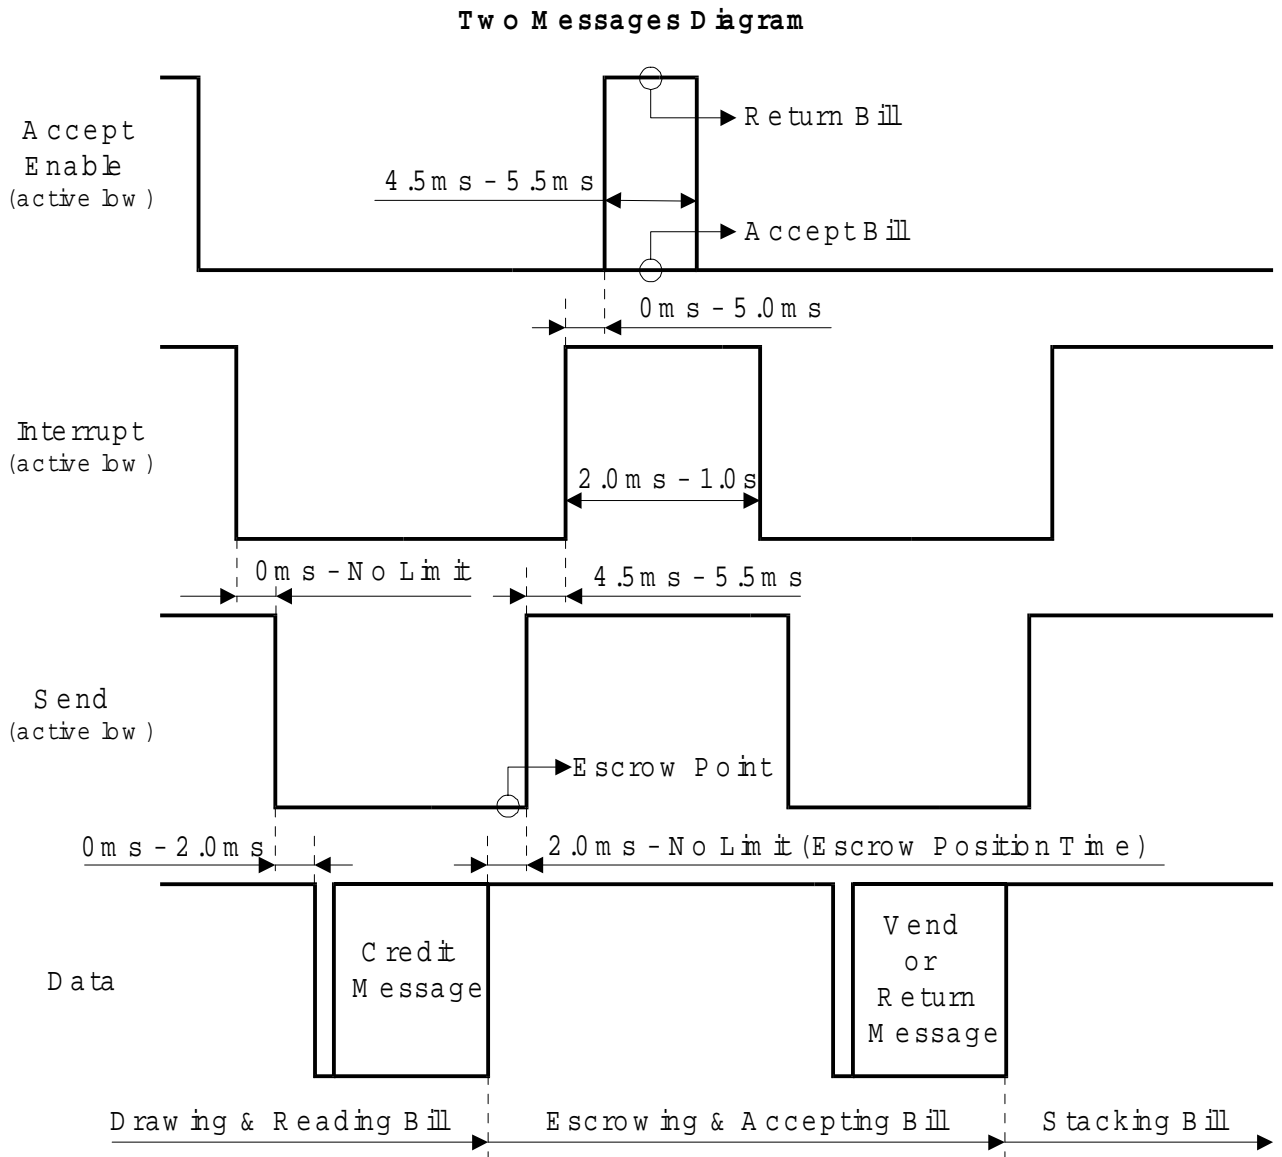 Two Messages Diagram
Accept
Enable
(active low)
Return Bill
4.5ms - 5.5ms
Accept Bill
0ms - 5.0ms
Interrupt
(active low)
2.0ms - 1.0s
0ms - No Limit
4.5ms - 5.5ms
Send
(active low)
Escrow Point
0ms - 2.0ms
2.0ms - No Limit (Escrow Position Time)
Data
Credit
Message
Vend
or
Return
Message
Drawing & Reading Bill
Escrowing & Accepting Bill
Stacking Bill